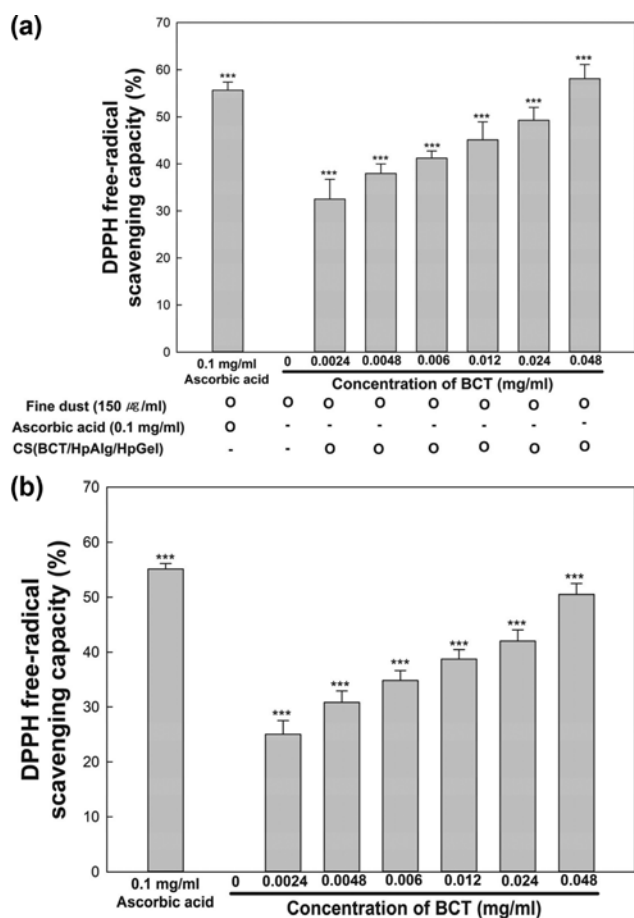 (a)
DPPH free-radical
scavenging capacity (%)
70
60
50
40
30
20
10
0
*** *** *** *** *** *** ***
0.1 mg/ml
Ascorbic acid
0 0.0024 0.0048 0.006 0.012 0.024 0.048
Concentration of BCT (mg/ml)
Fine dust (150 ㎍/ml) O O O O O O O O
Ascorbic acid (0.1 mg/ml) O - - - - - - -
CS(BCT/HpAlg/HpGel) - - O O O O O O
(b)
DPPH free-radical
scavenging capacity (%)
70
60
50
40
30
20
10
0
*** *** *** *** *** *** ***
0.1 mg/ml
Ascorbic acid
0 0.0024 0.0048 0.006 0.012 0.024 0.048
Concentration of BCT (mg/ml)